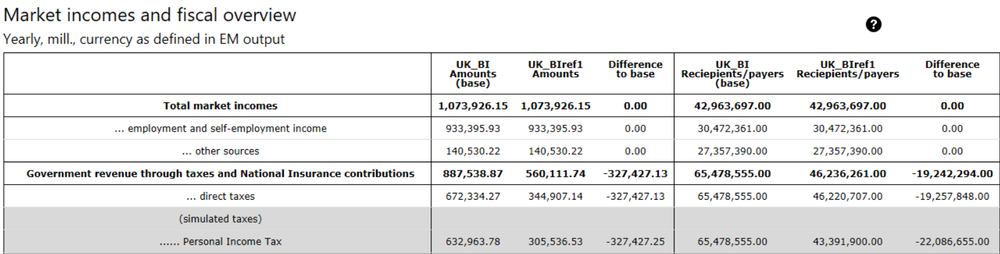 Market incomes and fiscal overview
?
Yearly, mill., currency as defined in EM output
UK_BI Amounts (base) UK_BIref1 Amounts Difference to base UK_BI Reciepients/payers (base) UK_BIref1 Reciepients/payers Difference to base
Total market incomes 1,073,926.15 1,073,926.15 0.00 42,963,697.00 42,963,697.00 0.00
... employment and self-employment income 933,395.93 933,395.93 0.00 30,472,361.00 30,472,361.00 0.00
... other sources 140,530.22 140,530.22 0.00 27,357,390.00 27,357,390.00 0.00
Government revenue through taxes and National Insurance contributions 887,538.87 560,111.74 -327,427.13 65,478,555.00 46,236,261.00 -19,242,294.00
... direct taxes 672,334.27 344,907.14 -327,427.13 65,478,555.00 46,220,707.00 -19,257,848.00
(simulated taxes)
...... Personal Income Tax 632,963.78 305,536.53 -327,427.25 65,478,555.00 43,391,900.00 -22,086,655.00